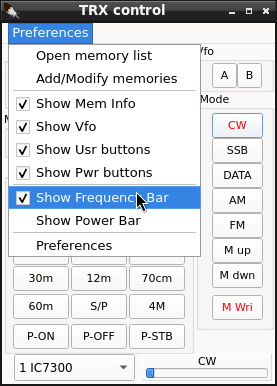 TRX control
Preferences
Open memory list
Add/Modify memories
Show Mem Info
Show Vfo
Show Usr buttons
Show Pwr buttons
Show Frequency Bar
Show Power Bar
Preferences
A B
Mode
CW
SSB
DATA
AM
FM
M up
M dwn
M Wri
30m 12m 70cm
60m S/P 4M
P-ON P-OFF P-STB
1 IC7300
CW